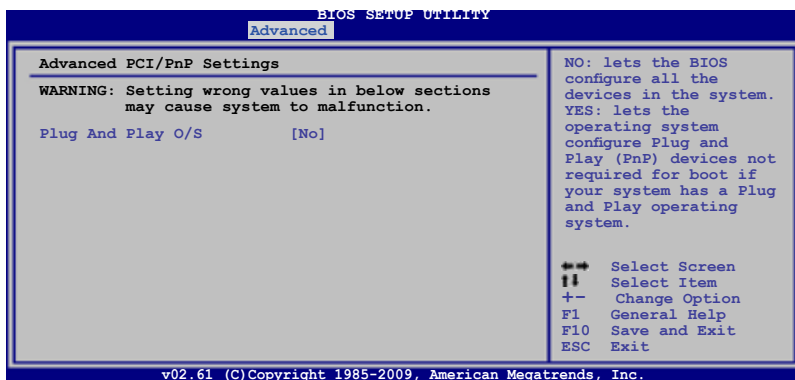 BIOS SETUP UTILITY
Advanced
Advanced PCI/PnP Settings
WARNING: Setting wrong values in below sections
may cause system to malfunction.
Plug And Play O/S [No]
NO: lets the BIOS
configure all the
devices in the system.
YES: lets the
operating system
configure Plug and
Play (PnP) devices not
required for boot if
your system has a Plug
and Play operating
system.
←→ Select Screen
↑↓ Select Item
+- Change Option
F1 General Help
F10 Save and Exit
ESC Exit
v02.61 (C)Copyright 1985-2009, American Megatrends, Inc.